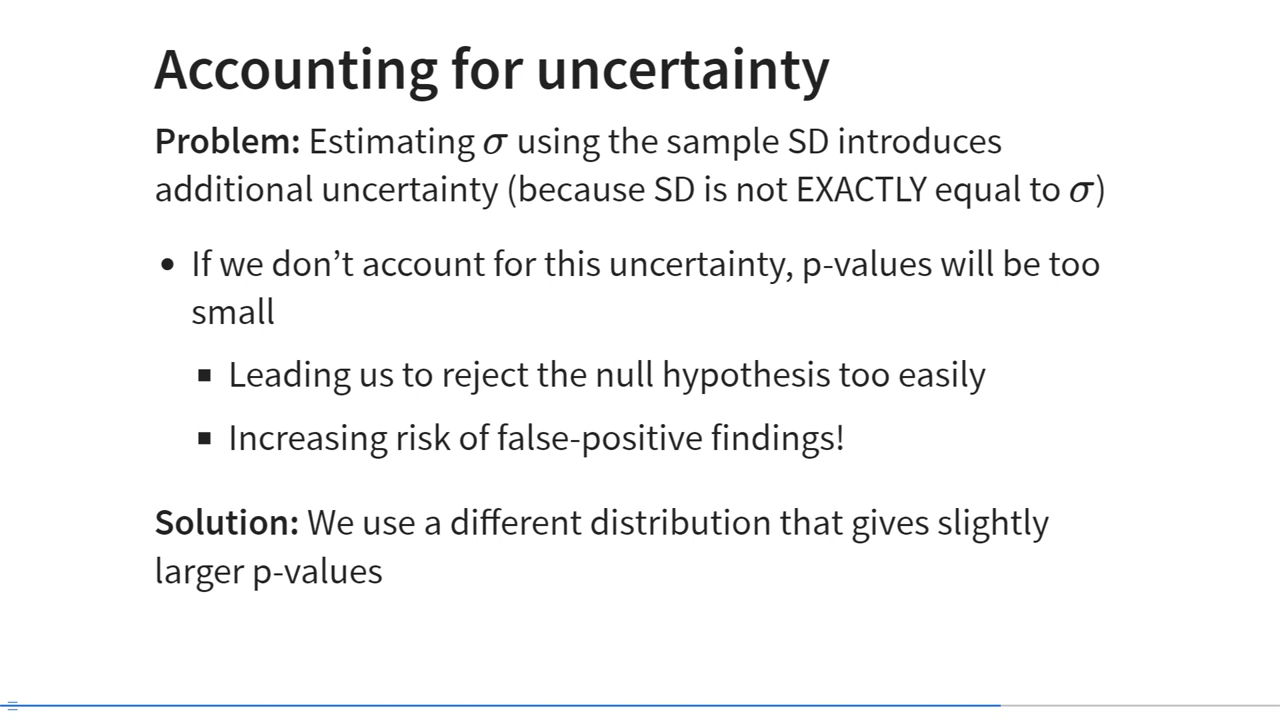 Accounting for uncertainty
Problem: Estimating σ using the sample SD introduces
additional uncertainty (because SD is not EXACTLY equal to σ)
• If we don’t account for this uncertainty, p-values will be too
small
▪ Leading us to reject the null hypothesis too easily
▪ Increasing risk of false-positive findings!
Solution: We use a different distribution that gives slightly
larger p-values